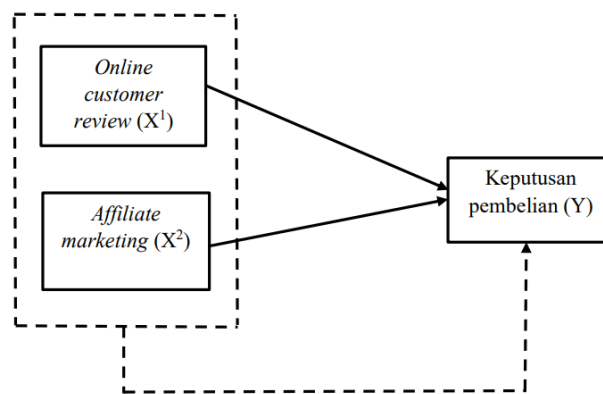 Online
customer
review (X¹)
Affiliate
marketing (X²)
Keputusan
pembelian (Y)